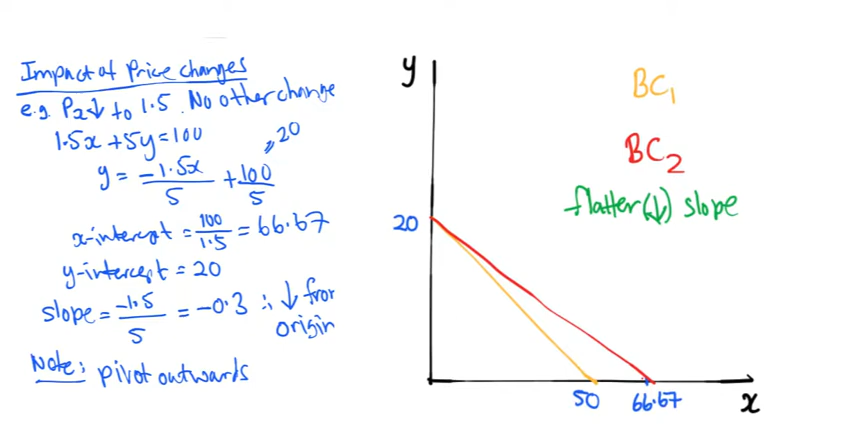 Impact of Price changes
e.g. Px↓ to 1.5. No other change
1.5x + 5y = 100
y = -1.5x/5 + 100/5 → 20
x-intercept = 100/1.5 = 66.67
y-intercept = 20
slope = -1.5/5 = -0.3 ∴ ↓ from
origin
Note: pivot outwards
y
BC1
BC2
flatter (↓) slope
20
50
66.67
x